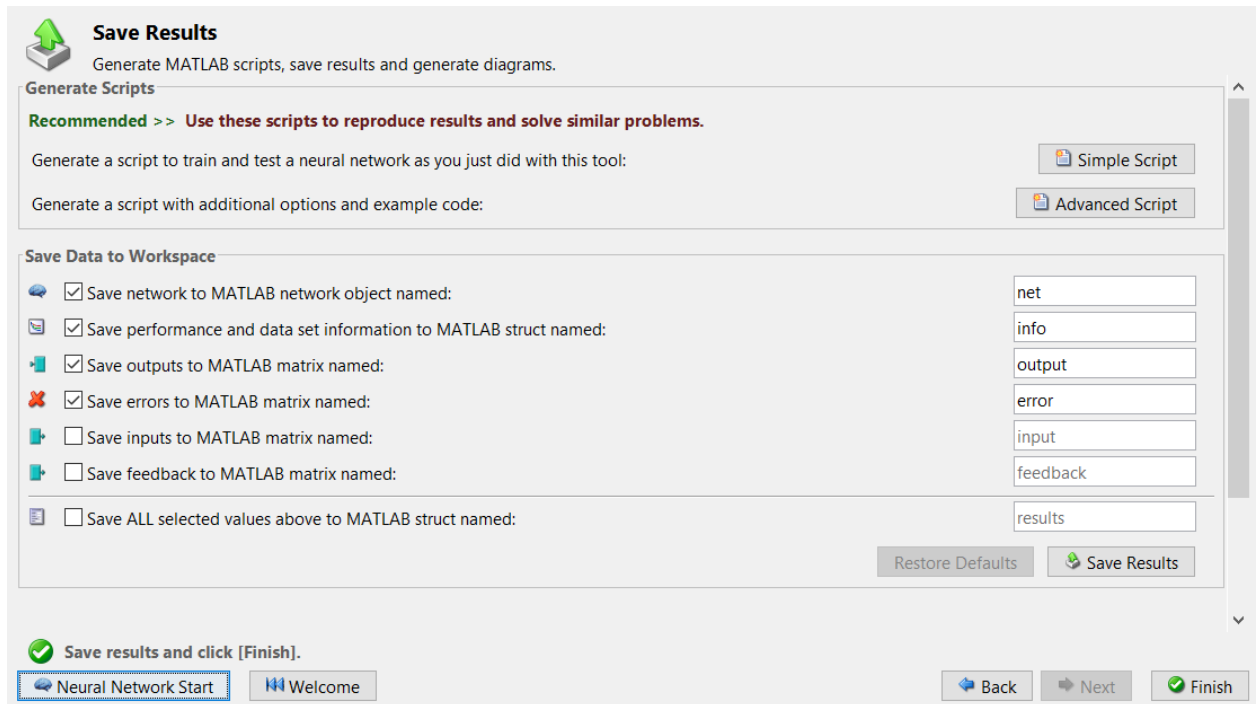 Save Results
Generate MATLAB scripts, save results and generate diagrams.
Generate Scripts
Recommended >> Use these scripts to reproduce results and solve similar problems.
Generate a script to train and test a neural network as you just did with this tool: Simple Script
Generate a script with additional options and example code: Advanced Script
Save Data to Workspace
Save network to MATLAB network object named: net
Save performance and data set information to MATLAB struct named: info
Save outputs to MATLAB matrix named: output
Save errors to MATLAB matrix named: error
Save inputs to MATLAB matrix named: input
Save feedback to MATLAB matrix named: feedback
Save ALL selected values above to MATLAB struct named: results
Restore Defaults Save Results
Save results and click [Finish].
Neural Network Start Welcome Back Next Finish